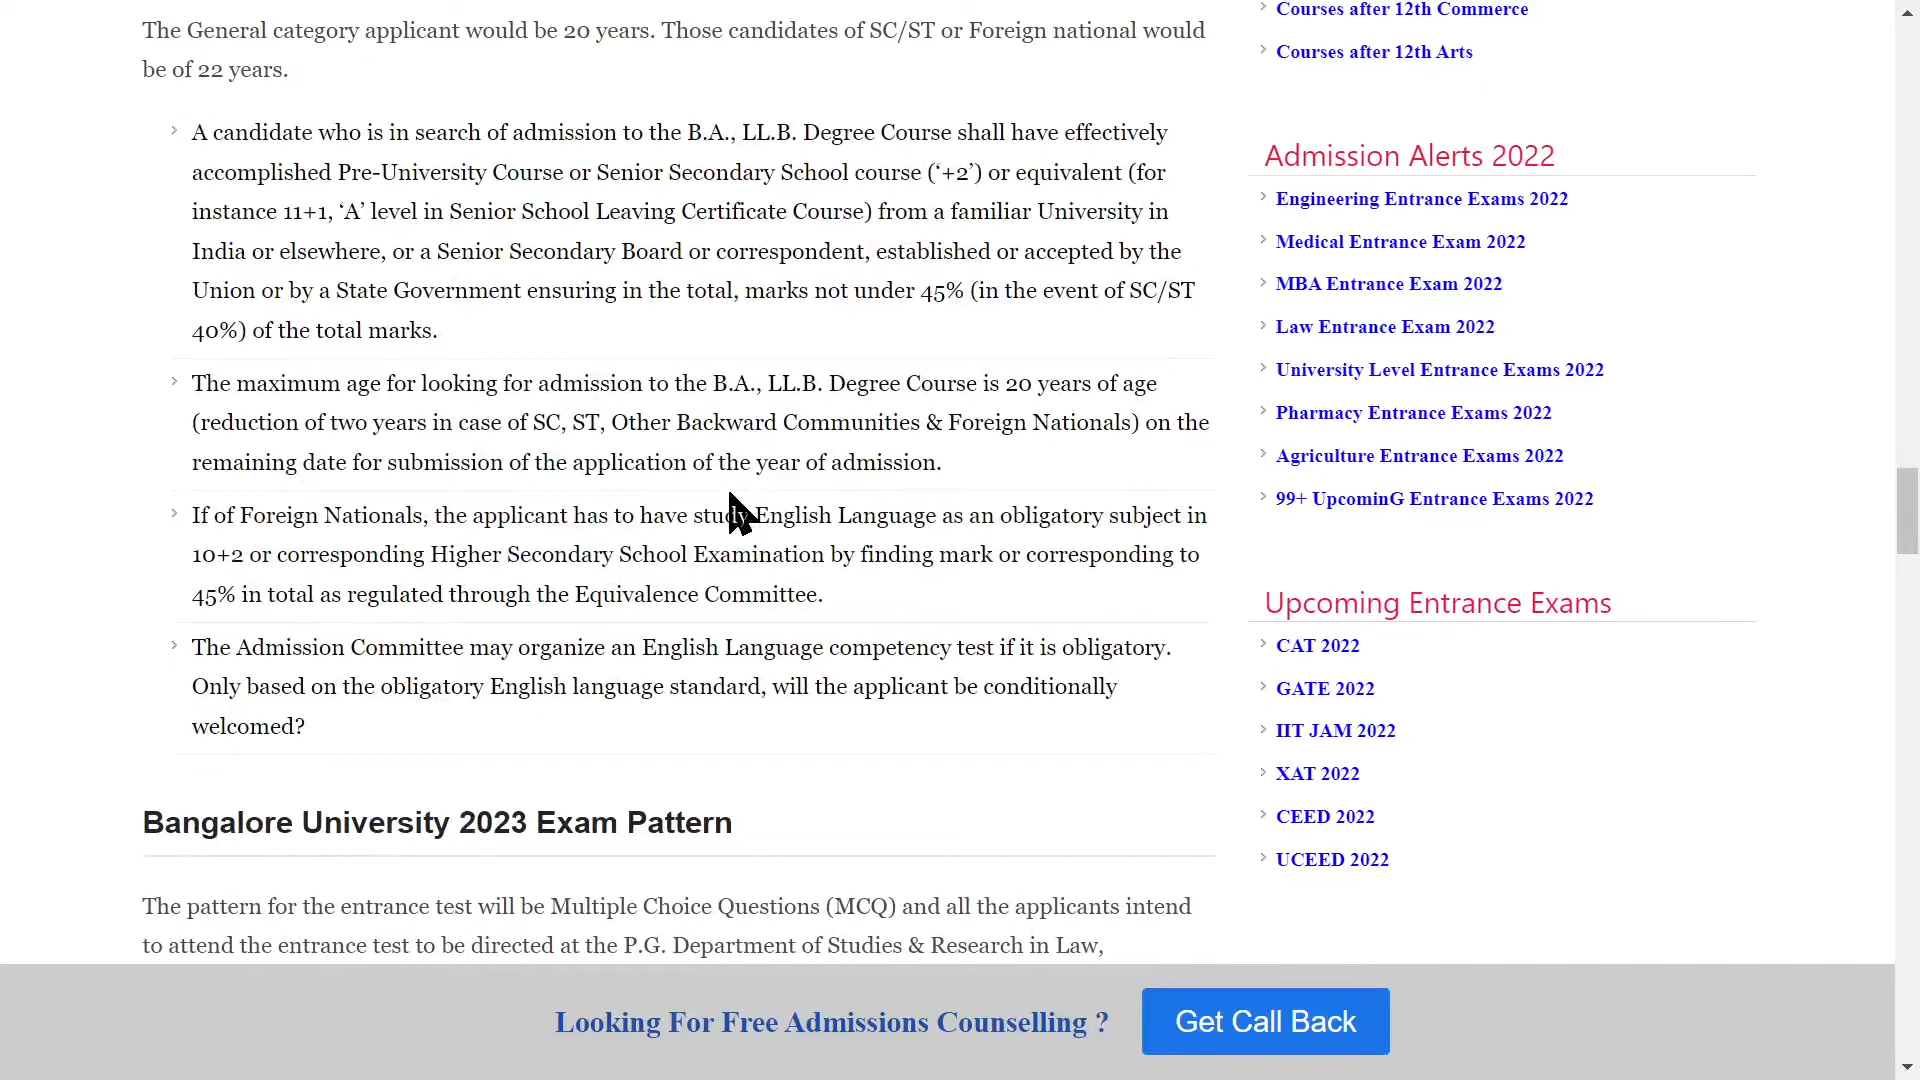 The General category applicant would be 20 years. Those candidates of SC/ST or Foreign national would
be of 22 years.
A candidate who is in search of admission to the B.A., LL.B. Degree Course shall have effectively
accomplished Pre-University Course or Senior Secondary School course (‘+2’) or equivalent (for
instance 11+1, ‘A’ level in Senior School Leaving Certificate Course) from a familiar University in
India or elsewhere, or a Senior Secondary Board or correspondent, established or accepted by the
Union or by a State Government ensuring in the total, marks not under 45% (in the event of SC/ST
40%) of the total marks.
The maximum age for looking for admission to the B.A., LL.B. Degree Course is 20 years of age
(reduction of two years in case of SC, ST, Other Backward Communities & Foreign Nationals) on the
remaining date for submission of the application of the year of admission.
If of Foreign Nationals, the applicant has to have study English Language as an obligatory subject in
10+2 or corresponding Higher Secondary School Examination by finding mark or corresponding to
45% in total as regulated through the Equivalence Committee.
The Admission Committee may organize an English Language competency test if it is obligatory.
Only based on the obligatory English language standard, will the applicant be conditionally
welcomed?
Bangalore University 2023 Exam Pattern
The pattern for the entrance test will be Multiple Choice Questions (MCQ) and all the applicants intend
to attend the entrance test to be directed at the P.G. Department of Studies & Research in Law,
Courses after 12th Commerce
Courses after 12th Arts
Admission Alerts 2022
Engineering Entrance Exams 2022
Medical Entrance Exam 2022
MBA Entrance Exam 2022
Law Entrance Exam 2022
University Level Entrance Exams 2022
Pharmacy Entrance Exams 2022
Agriculture Entrance Exams 2022
99+ UpcominG Entrance Exams 2022
Upcoming Entrance Exams
CAT 2022
GATE 2022
IIT JAM 2022
XAT 2022
CEED 2022
UCEED 2022
Looking For Free Admissions Counselling ?
Get Call Back